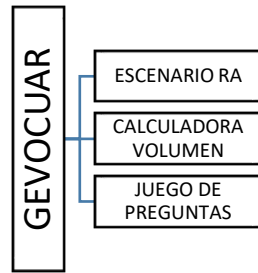 GEVOCUAR
ESCENARIO RA
CALCULADORA
VOLUMEN
JUEGO DE
PREGUNTAS